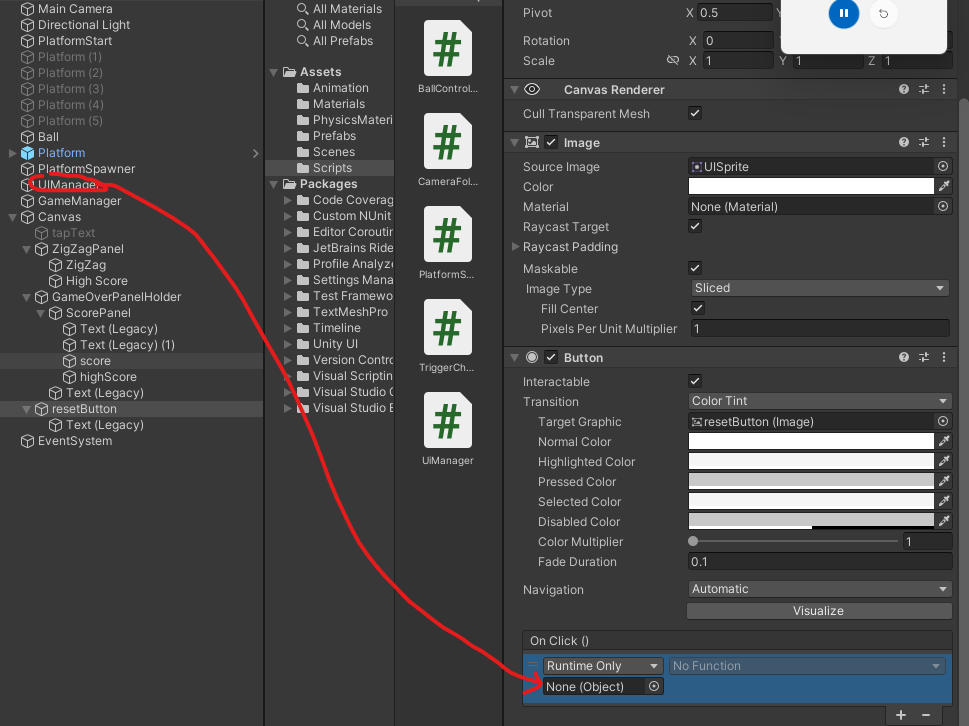 Main Camera
Directional Light
PlatformStart
Platform (1)
Platform (2)
Platform (3)
Platform (4)
Platform (5)
Ball
Platform
PlatformSpawner
UIManager
GameManager
Canvas
tapText
ZigZagPanel
ZigZag
High Score
GameOverPanelHolder
ScorePanel
Text (Legacy)
Text (Legacy) (1)
score
highScore
Text (Legacy)
resetButton
Text (Legacy)
EventSystem
All Materials
All Models
All Prefabs
Assets
Animation
Materials
PhysicsMateri
Prefabs
Scenes
Scripts
Packages
Code Coverag
Custom NUnit
Editor Coroutin
JetBrains Ride
Profile Analyze
Settings Mana
Test Framewo
TextMeshPro
Timeline
Unity UI
Version Contro
Visual Scriptin
Visual Studio C
Visual Studio E
BallControl...
CameraFol...
PlatformS...
TriggerCh...
UiManager
Pivot X 0.5 Y
Rotation X 0
Scale X 1 Y 1 Z 1
Canvas Renderer
Cull Transparent Mesh
Image
Source Image UISprite
Color
Material None (Material)
Raycast Target
Raycast Padding
Maskable
Image Type Sliced
Fill Center
Pixels Per Unit Multiplier 1
Button
Interactable
Transition Color Tint
Target Graphic resetButton (Image)
Normal Color
Highlighted Color
Pressed Color
Selected Color
Disabled Color
Color Multiplier 1
Fade Duration 0.1
Navigation Automatic
Visualize
On Click ()
Runtime Only No Function
None (Object)